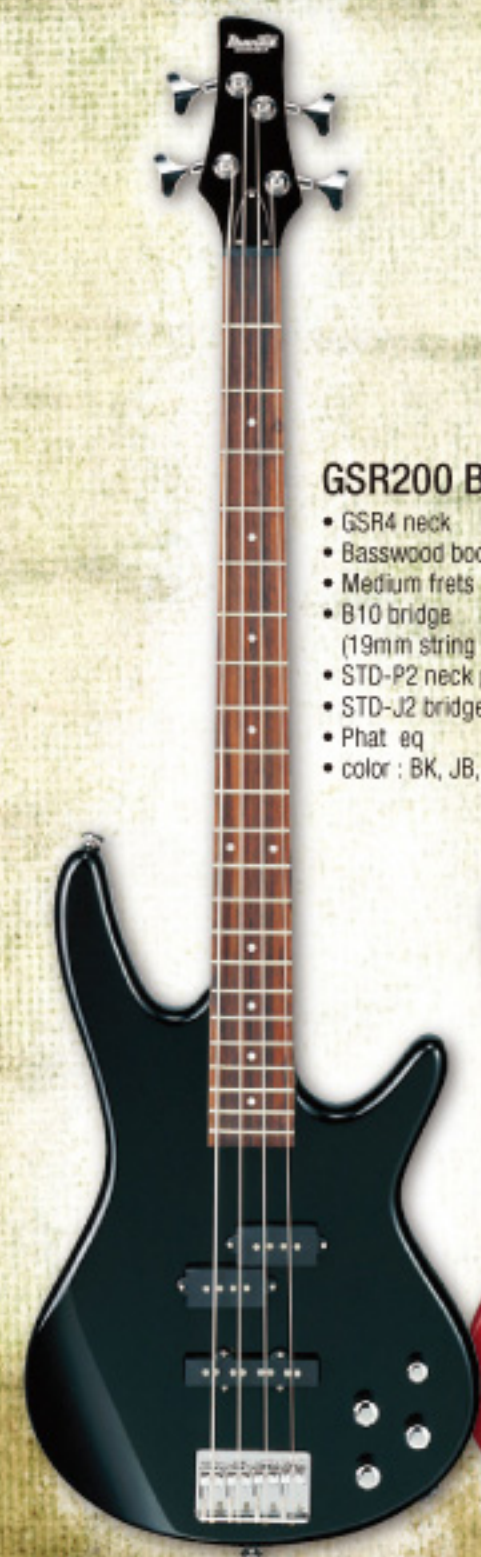 Ibanez
GSR200 B
• GSR4 neck
• Basswood
• Medium frets
• B10 bridge
(19mm string
• STD-P2 neck
• STD-J2 bridge
• Phat eq
• color : BK, JB,